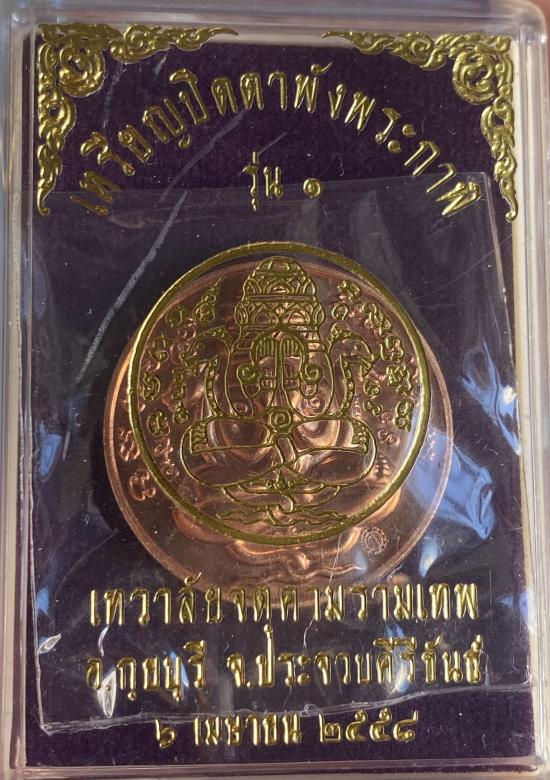 เหรียญปิดตาพังพระกาฬ
รุ่น ๑
เทวาลัยจตุคามรามเทพ
อ.กุยบุรี จ.ประจวบคีรีขันธ์
๖ เมษายน ๒๕๕๘